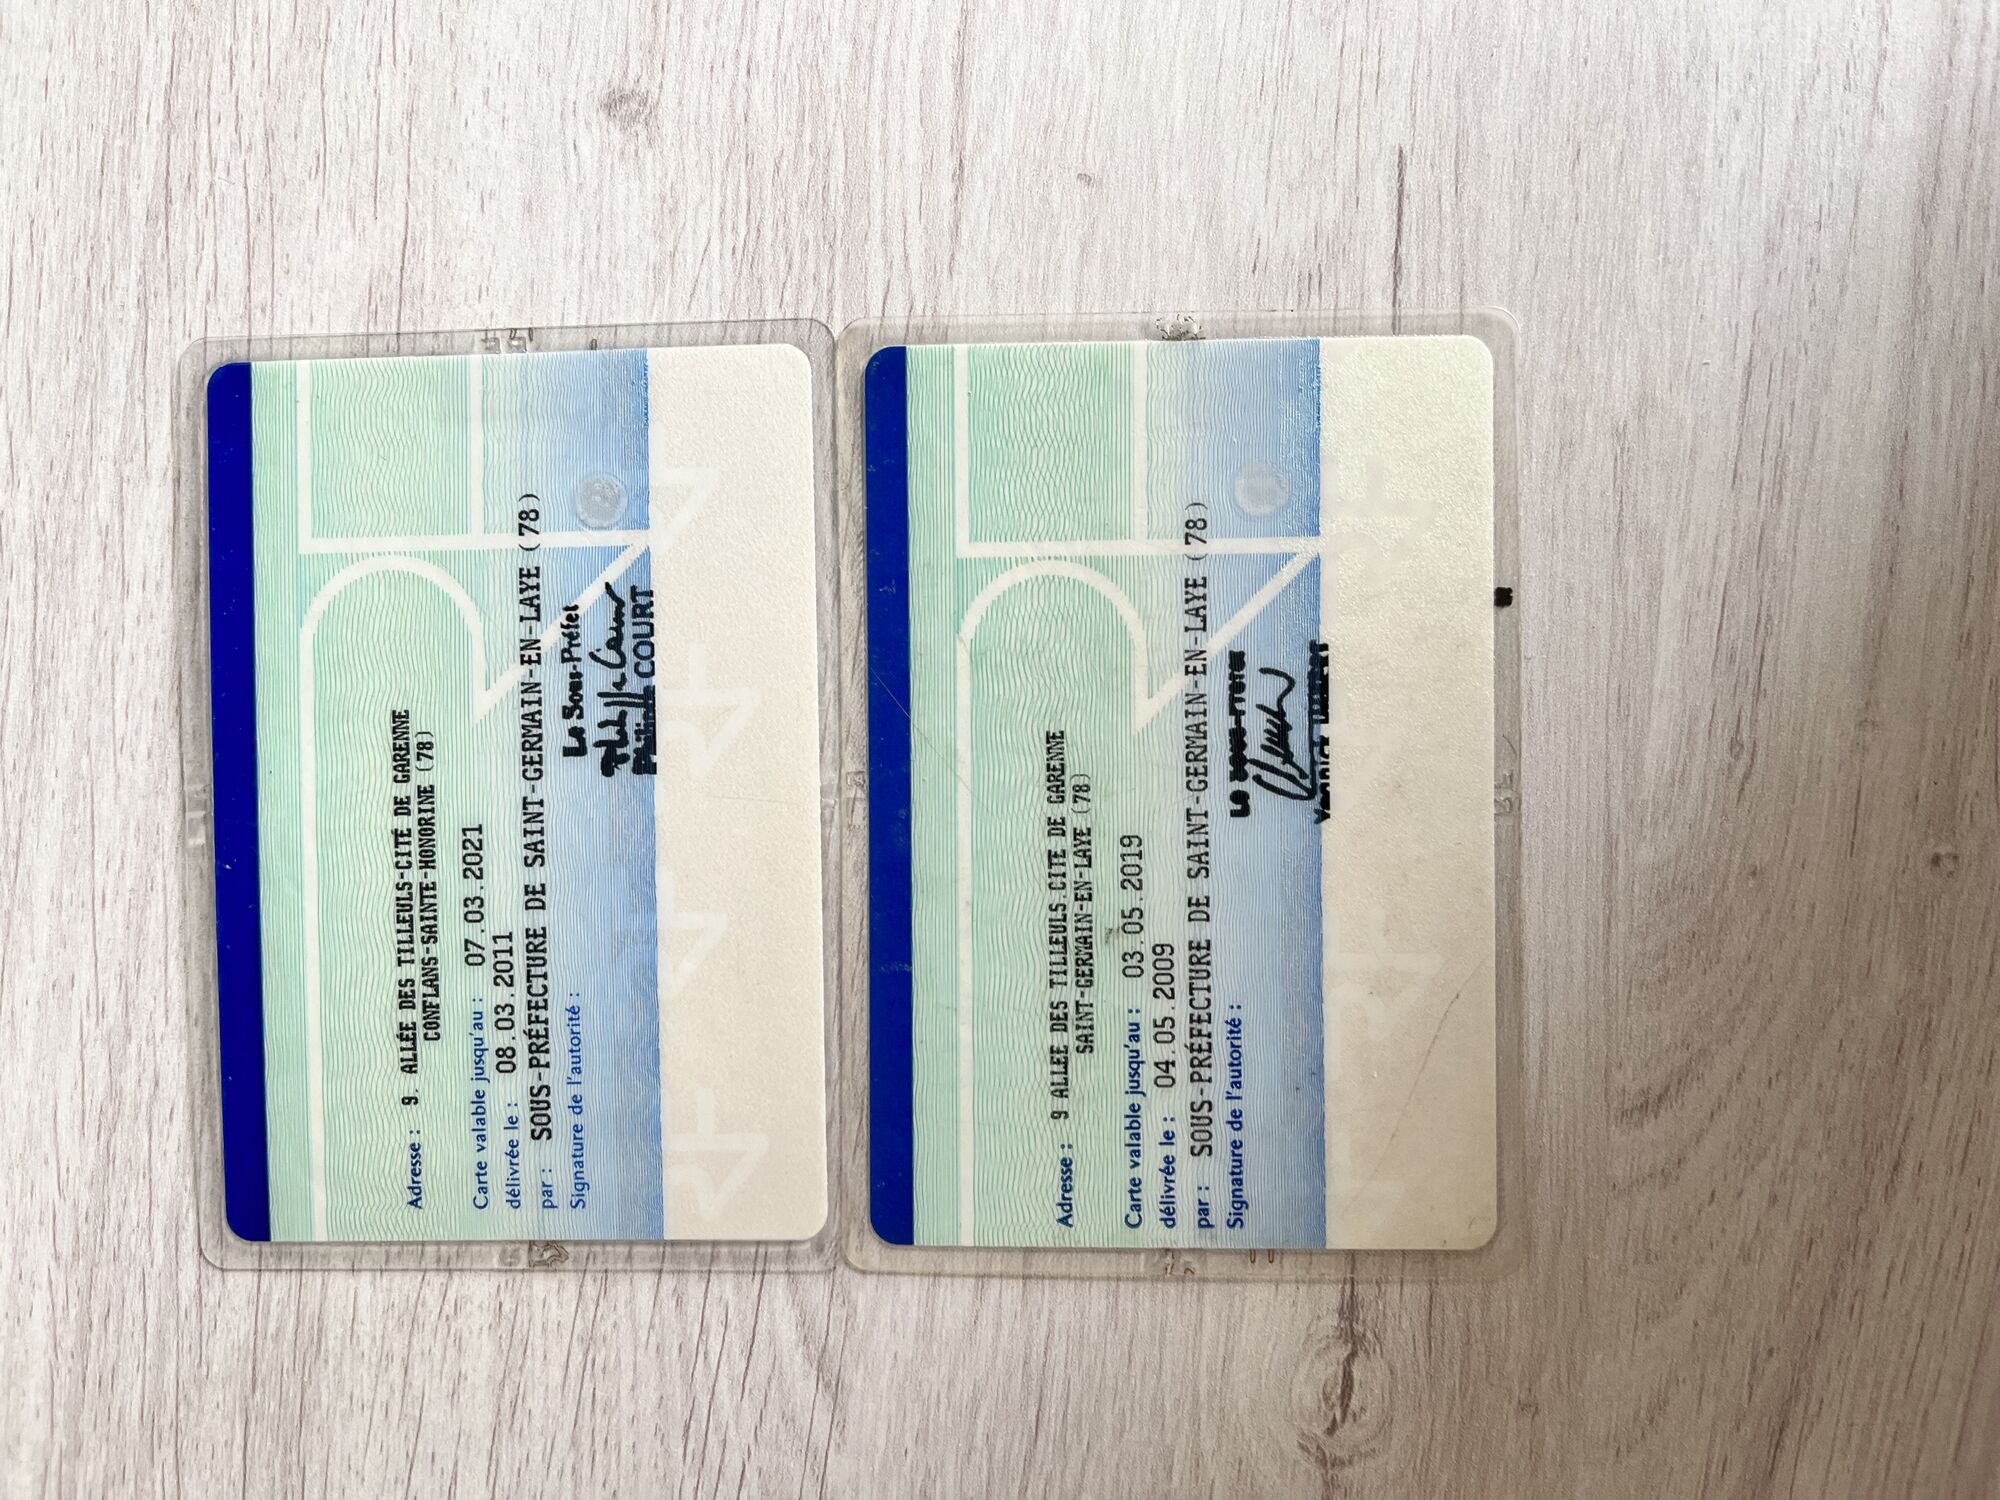 Adresse : 9. ALLÉE DES TILLEULS-CITÉ DE GARENNE
CONFLANS-SAINTE-HONORINE (78)
Carte valable jusqu'au : 07.03.2021
délivrée le : 08.03.2011
par : SOUS-PRÉFECTURE DE SAINT-GERMAIN-EN-LAYE (78)
Signature de l'autorité :
Le Sous-Préfet
Philippe COURT
Adresse : 9 ALLEE DES TILLEULS.CITE DE GARENNE
SAINT-GERMAIN-EN-LAYE (78)
Carte valable jusqu'au : 03.05.2019
délivrée le : 04.05.2009
par : SOUS-PRÉFECTURE DE SAINT-GERMAIN-EN-LAYE (78)
Signature de l'autorité :
Le